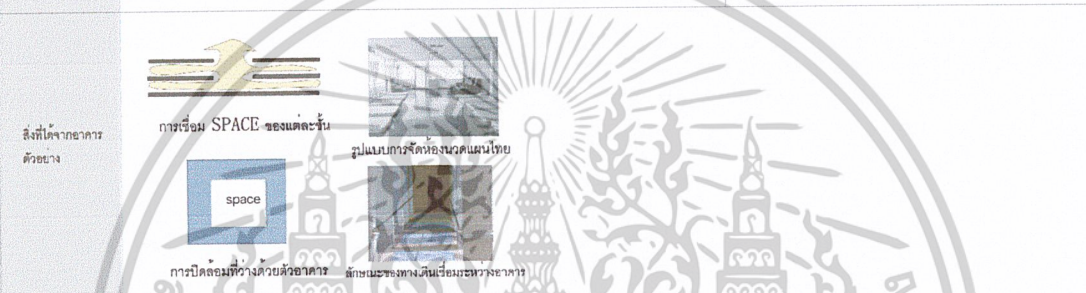 การเชื่อม SPACE ของแต่ละชั้น
รูปแบบการจัดห้องนวดแผนไทย
สิ่งที่ได้จากอาคาร
ตัวอย่าง
space
การปิดล้อมที่ว่างด้วยตัวอาคาร
ลักษณะของทางเดินเชื่อมระหว่างอาคาร